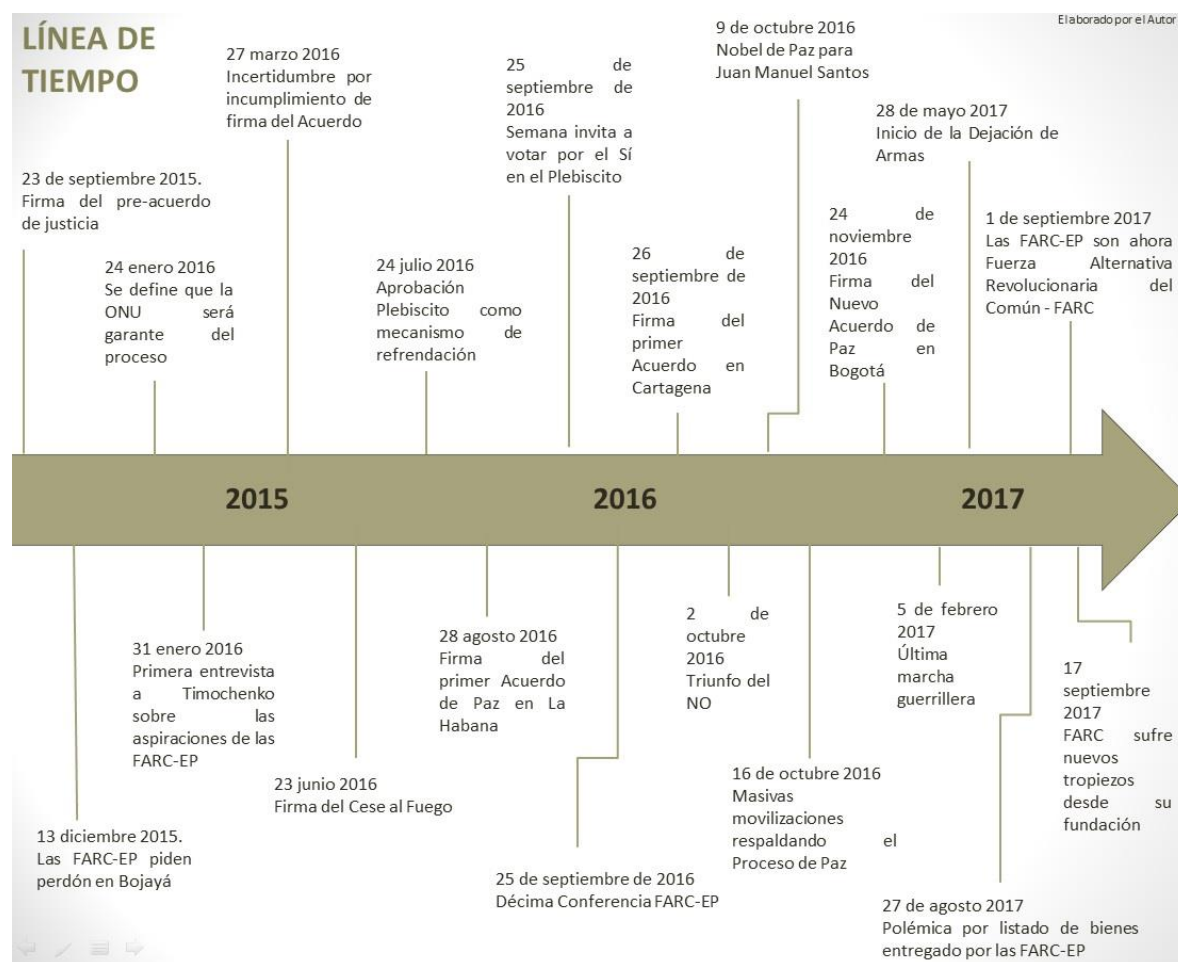 LÍNEA DE
TIEMPO
Elaborado por el Autor
23 de septiembre 2015.
Firma del pre-acuerdo
de justicia
24 enero 2016
Se define que la
ONU será
garante del
proceso
27 marzo 2016
Incertidumbre por
incumplimiento de
firma del Acuerdo
24 julio 2016
Aprobación
Plebiscito como
mecanismo de
refrendación
25 de
septiembre de
2016
Semana invita a
votar por el Sí
en el Plebiscito
26 de
septiembre de
2016
Firma del
primer
Acuerdo en
Cartagena
9 de octubre 2016
Nobel de Paz para
Juan Manuel Santos
24 de
noviembre
2016
Firma del
Nuevo
Acuerdo de
Paz en
Bogotá
28 de mayo 2017
Inicio de la Dejación de
Armas
1 de septiembre 2017
Las FARC-EP son ahora
Fuerza Alternativa
Revolucionaria del
Común - FARC
2015
2016
2017
13 diciembre 2015.
Las FARC-EP piden
perdón en Bojayá
31 enero 2016
Primera entrevista
a Timochenko
sobre las
aspiraciones de las
FARC-EP
23 junio 2016
Firma del Cese al Fuego
28 agosto 2016
Firma del
primer Acuerdo
de Paz en La
Habana
25 de septiembre de 2016
Décima Conferencia FARC-EP
2 de
octubre
2016
Triunfo del
NO
16 de octubre 2016
Masivas
movilizaciones
respaldando el
Proceso de Paz
5 de febrero
2017
Última
marcha
guerrillera
27 de agosto 2017
Polémica por listado de bienes
entregado por las FARC-EP
17
septiembre
2017
FARC sufre
nuevos
tropiezos
desde su
fundación